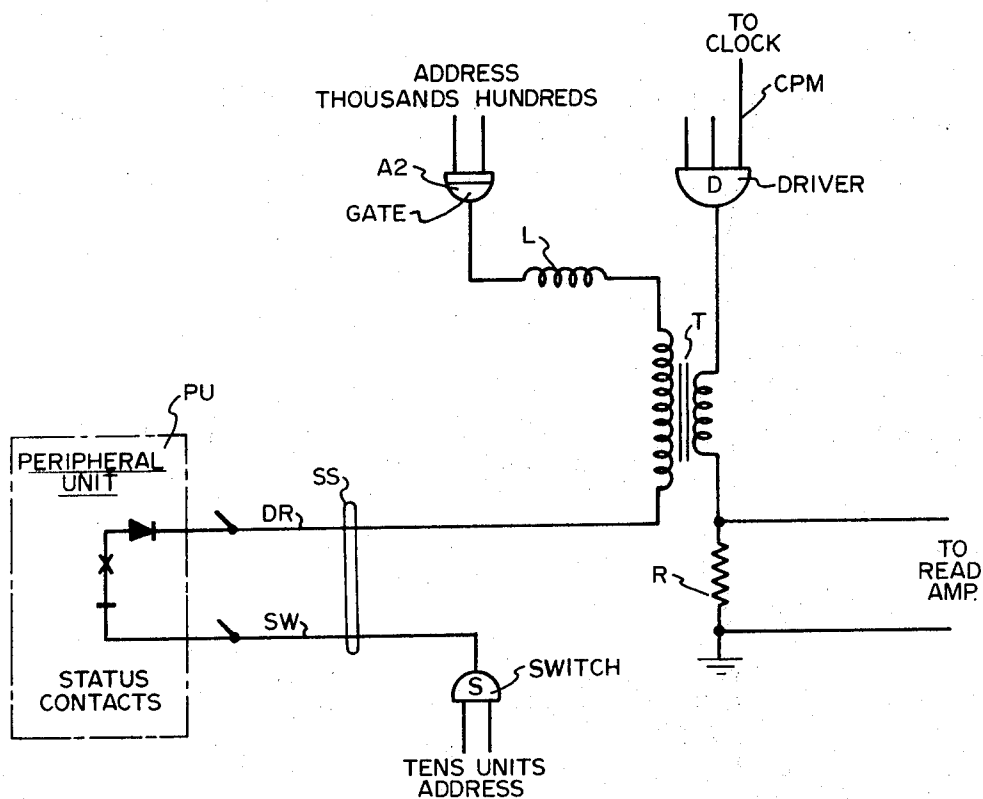 TO
CLOCK
CPM
ADDRESS
THOUSANDS HUNDREDS
A2
GATE
D
DRIVER
L
T
PU
PERIPHERAL
UNIT
SS
DR
R
TO
READ
AMP.
SW
STATUS
CONTACTS
S
SWITCH
TENS UNITS
ADDRESS